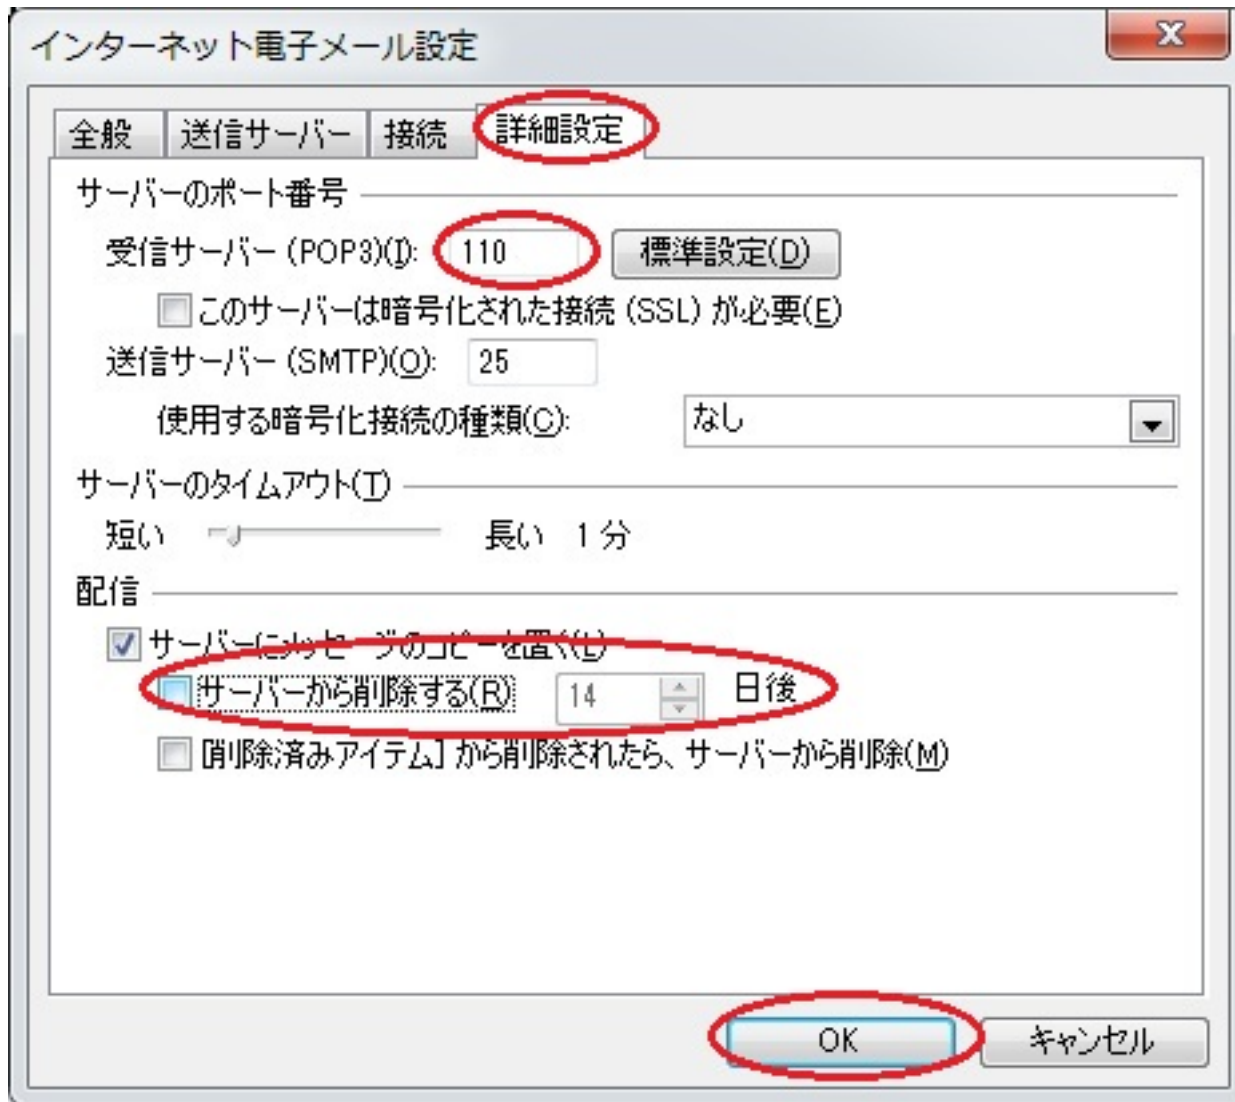 インターネット電子メール設定
全般 送信サーバー 接続 詳細設定
サーバーのポート番号
受信サーバー (POP3)(I): 110 標準設定(D)
このサーバーは暗号化された接続 (SSL) が必要(E)
送信サーバー (SMTP)(O): 25
使用する暗号化接続の種類(C): なし
サーバーのタイムアウト(T)
短い 長い 1 分
配信
サーバーにメッセージのコピーを置く(L)
サーバーから削除する(R) 14 日後
[削除済みアイテム] から削除されたら、サーバーから削除(M)
OK キャンセル